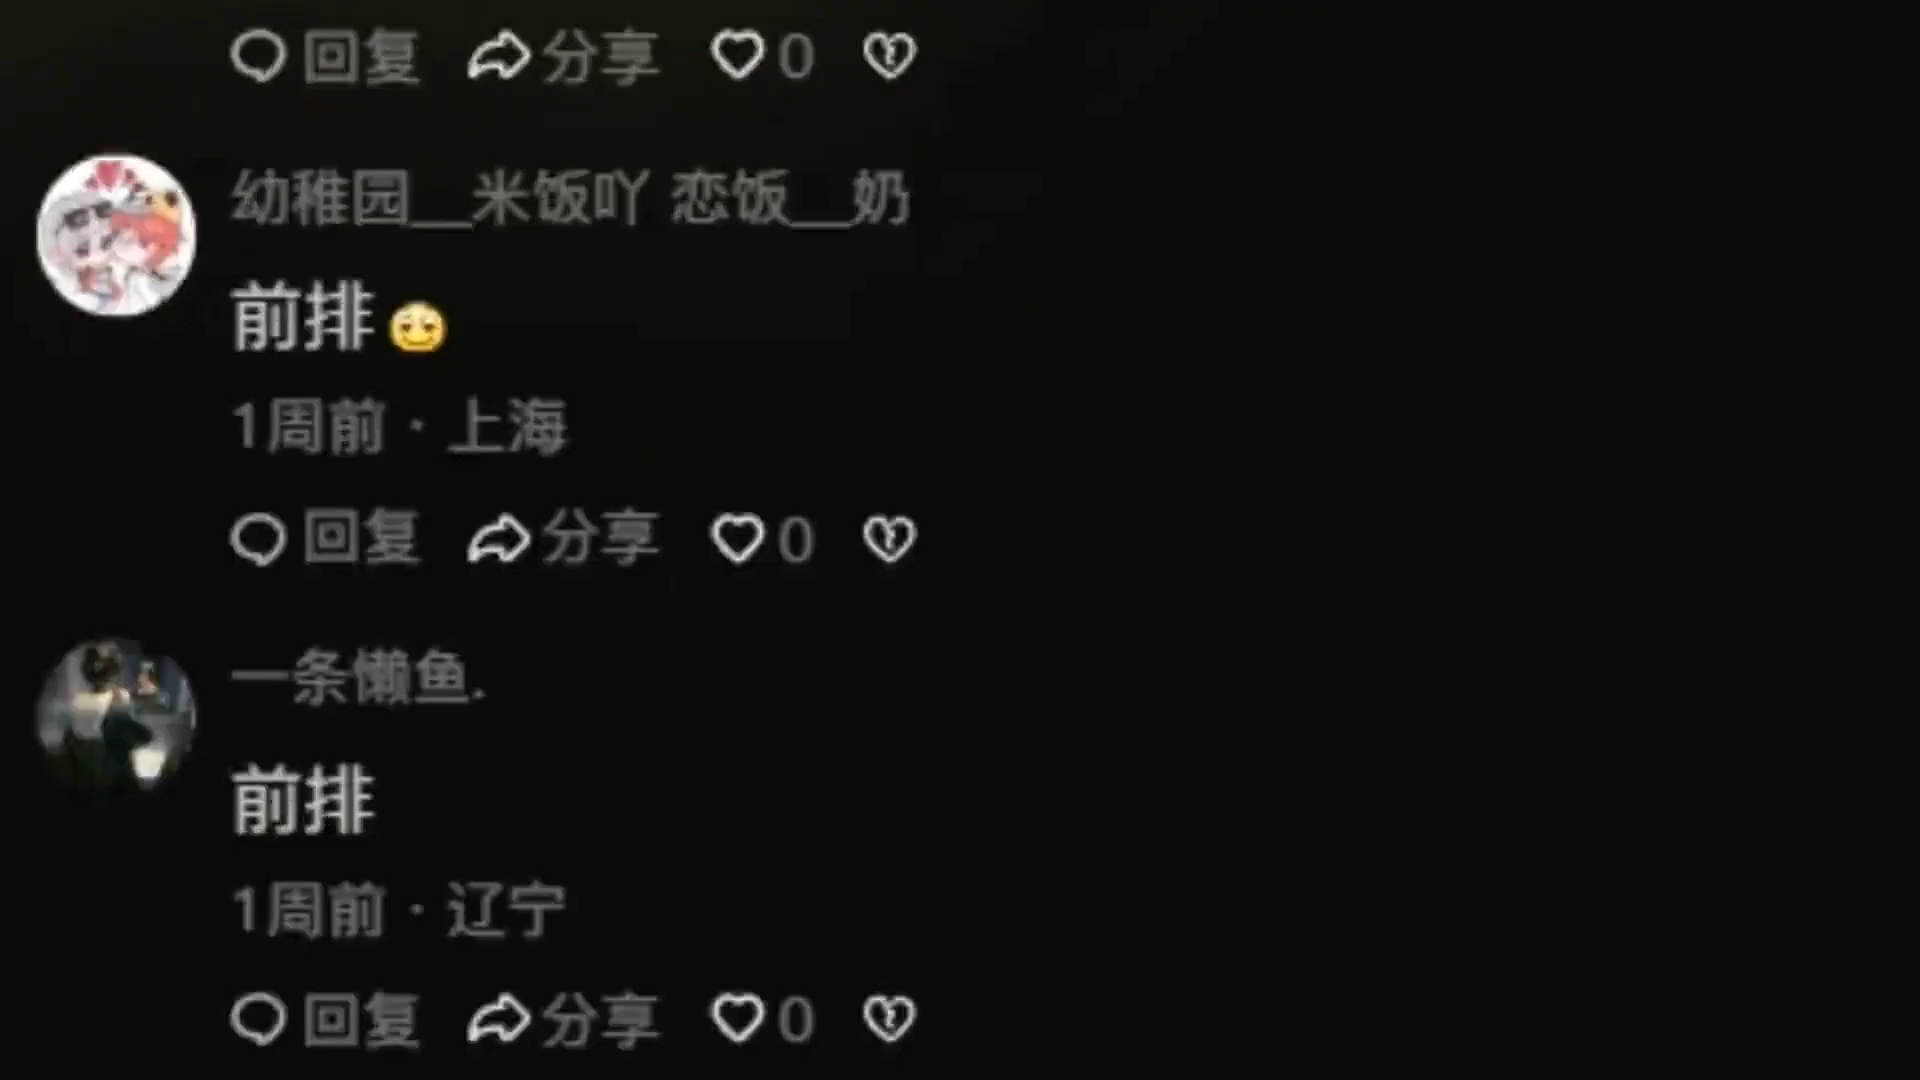 回复 分享 0
幼稚园__米饭吖 恋饭__奶
前排
1周前·上海
回复 分享 0
一条懒鱼.
前排
1周前·辽宁
回复 分享 0